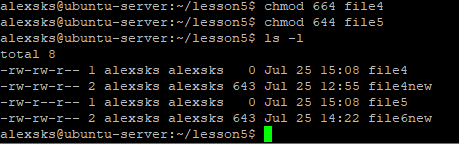 alexsks@ubuntu-server:~/lesson5$ chmod 664 file4
alexsks@ubuntu-server:~/lesson5$ chmod 644 file5
alexsks@ubuntu-server:~/lesson5$ ls -l
total 8
-rw-rw-r-- 1 alexsks alexsks   0 Jul 25 15:08 file4
-rw-rw-r-- 2 alexsks alexsks 643 Jul 25 12:55 file4new
-rw-r--r-- 1 alexsks alexsks   0 Jul 25 15:08 file5
-rw-rw-r-- 2 alexsks alexsks 643 Jul 25 14:22 file6new
alexsks@ubuntu-server:~/lesson5$